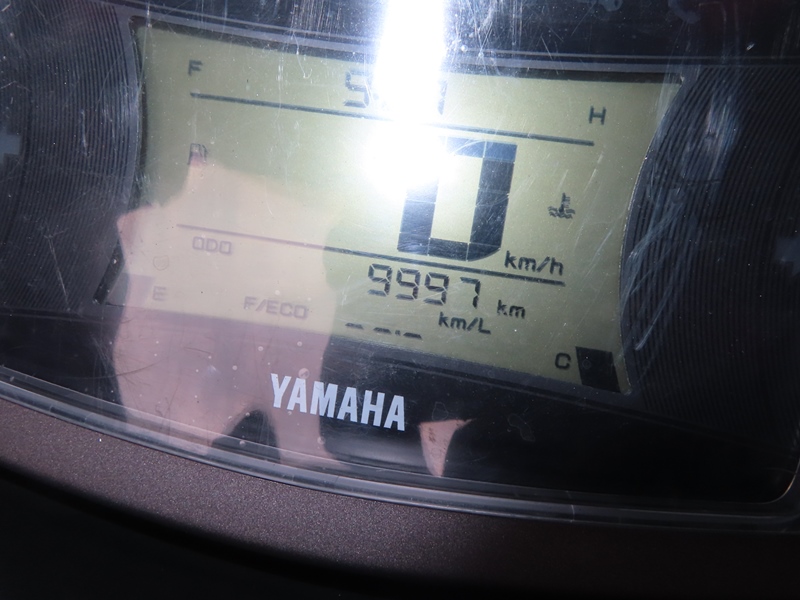 F
H
0
km/h
ODO
9997 km
E
F/ECO
--.- km/L
C
YAMAHA